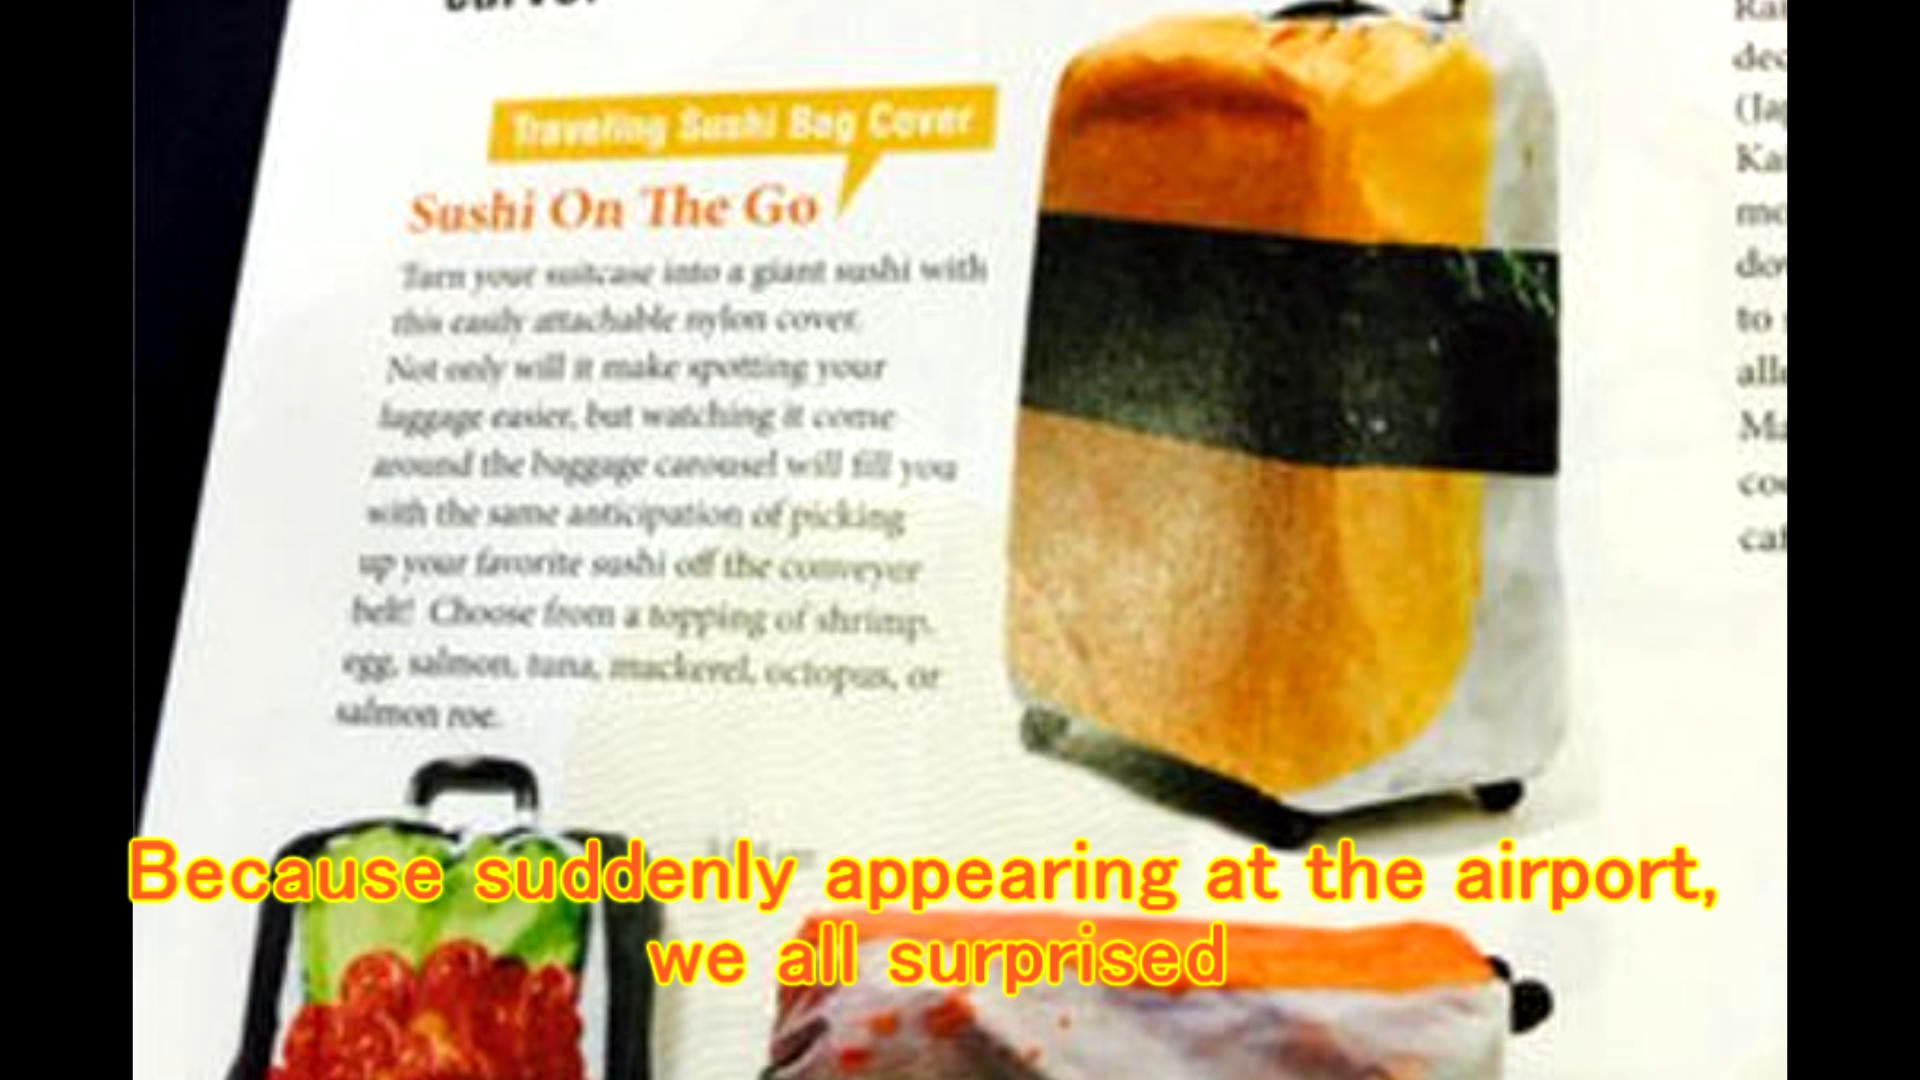 Traveling Sushi Bag Cover
Sushi On The Go
Turn your suitcase into a giant sushi with
this easily attachable nylon cover.
Not only will it make spotting your
luggage easier, but watching it come
around the baggage carousel will fill you
with the same anticipation of picking
up your favorite sushi off the conveyer
belt! Choose from a topping of shrimp,
egg, salmon, tuna, mackerel, octopus, or
salmon roe.
to
Because suddenly appearing at the airport,
we all surprised